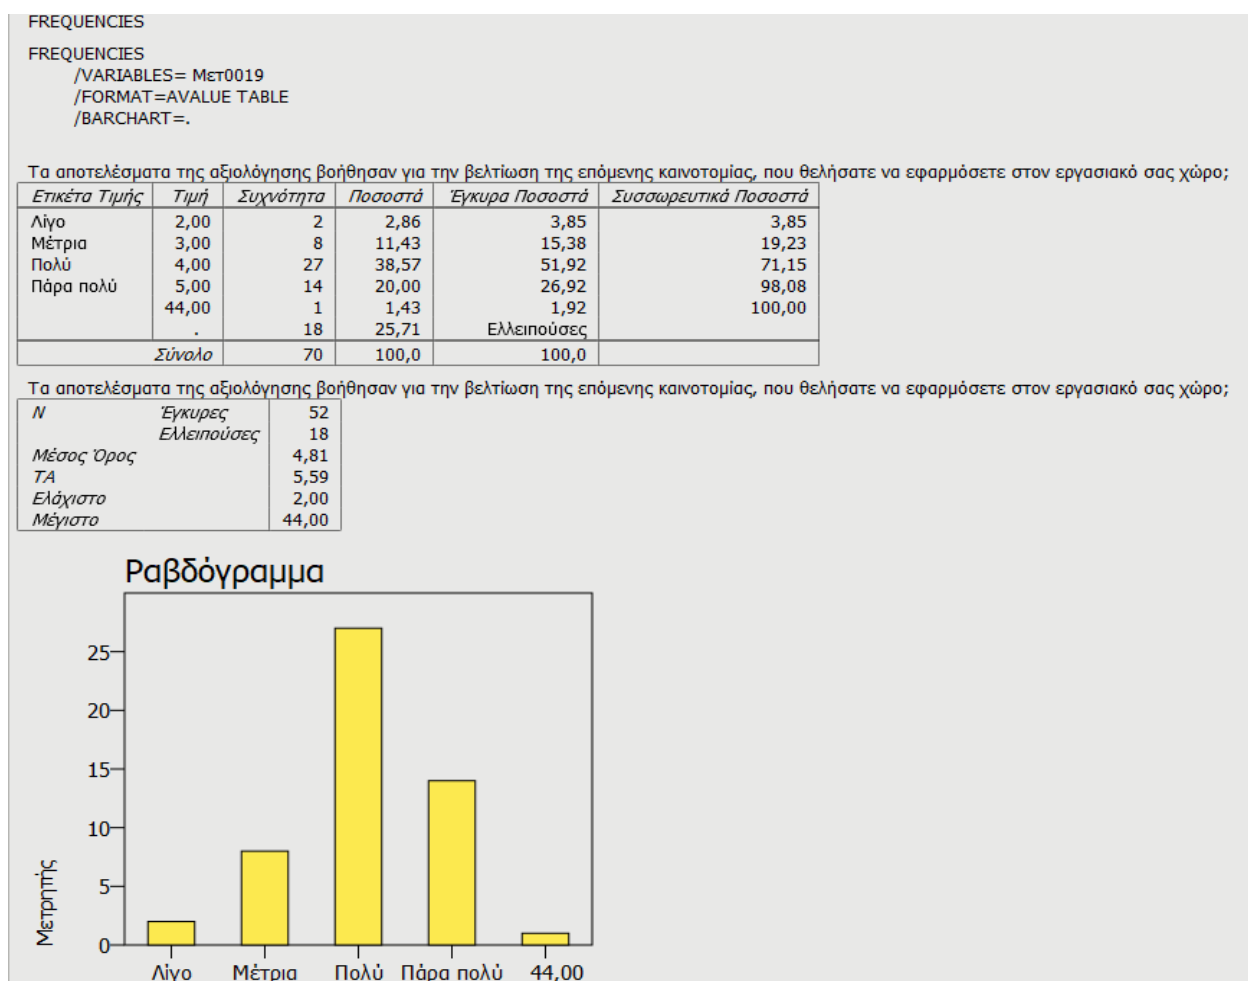 FREQUENCIES
FREQUENCIES
/VARIABLES= Μετ0019
/FORMAT=AVALUE TABLE
/BARCHART=.
Τα αποτελέσματα της αξιολόγησης βοήθησαν για την βελτίωση της επόμενης καινοτομίας, που θελήσατε να εφαρμόσετε στον εργασιακό σας χώρο;
Ετικέτα Τιμής Τιμή Συχνότητα Ποσοστά Έγκυρα Ποσοστά Συσσωρευτικά Ποσοστά
Λίγο 2,00 2 2,86 3,85 3,85
Μέτρια 3,00 8 11,43 15,38 19,23
Πολύ 4,00 27 38,57 51,92 71,15
Πάρα πολύ 5,00 14 20,00 26,92 98,08
44,00 1 1,43 1,92 100,00
. 18 25,71 Ελλειπούσες
Σύνολο 70 100,0 100,0
Τα αποτελέσματα της αξιολόγησης βοήθησαν για την βελτίωση της επόμενης καινοτομίας, που θελήσατε να εφαρμόσετε στον εργασιακό σας χώρο;
N Έγκυρες 52
Ελλειπούσες 18
Μέσος Όρος 4,81
ΤΑ 5,59
Ελάχιστο 2,00
Μέγιστο 44,00
Ραβδόγραμμα
25
20
15
10
5
0
Μετρητής
Λίγο Μέτρια Πολύ Πάρα πολύ 44,00